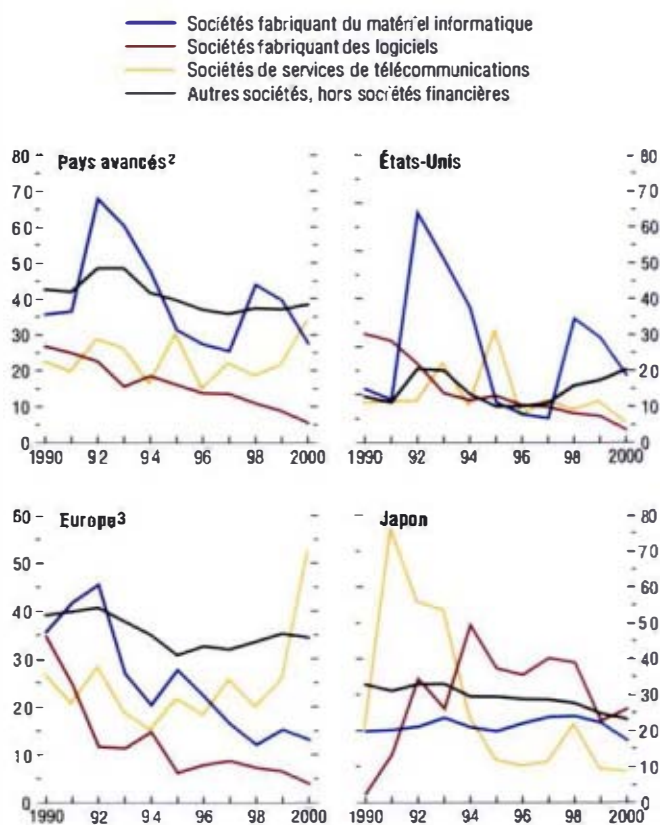 Sociétés fabriquant du matériel informatique
Sociétés fabriquant des logiciels
Sociétés de services de télécommunications
Autres sociétés, hors sociétés financières
Pays avancés²
80
70
60
50
40
30
20
10
0
1990 92 94 96 98 2000
États-Unis
80
70
60
50
40
30
20
10
0
1990 92 94 96 98 2000
Europe³
60
50
40
30
20
10
0
1990 92 94 96 98 2000
Japon
80
70
60
50
40
30
20
10
0
1990 92 94 96 98 2000